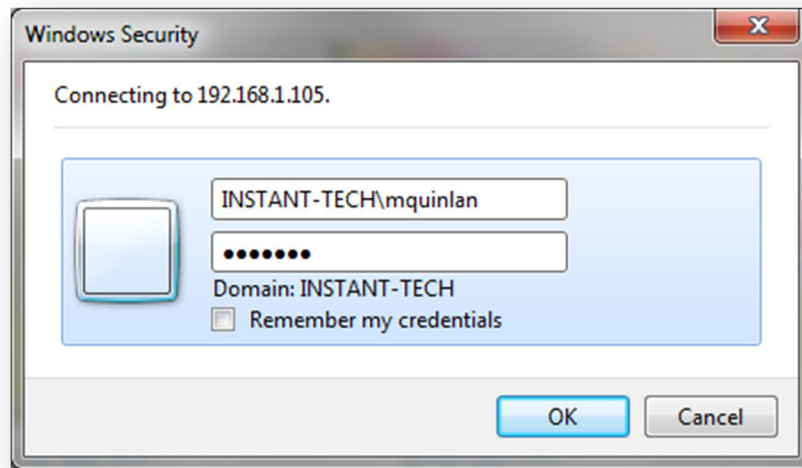 Windows Security
Connecting to 192.168.1.105.
INSTANT-TECH\mquinlan
●●●●●●●
Domain: INSTANT-TECH
Remember my credentials
OK
Cancel